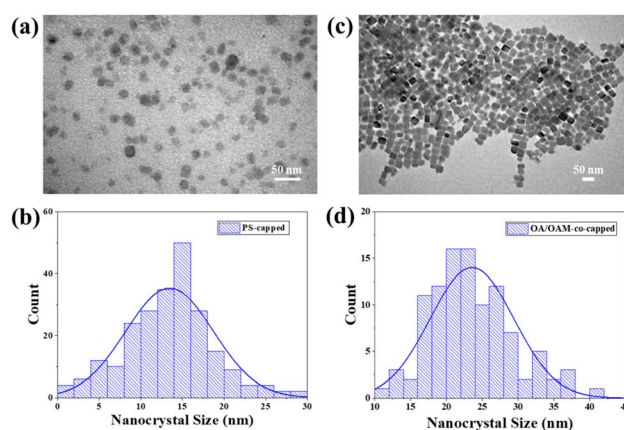 (a)
50 nm
(c)
50 nm
(b)
60
40
20
0
Count
PS-capped
0 5 10 15 20 25 30
Nanocrystal Size (nm)
(d)
20
15
10
5
0
Count
OA/OAM-co-capped
10 15 20 25 30 35 40 45
Nanocrystal Size (nm)